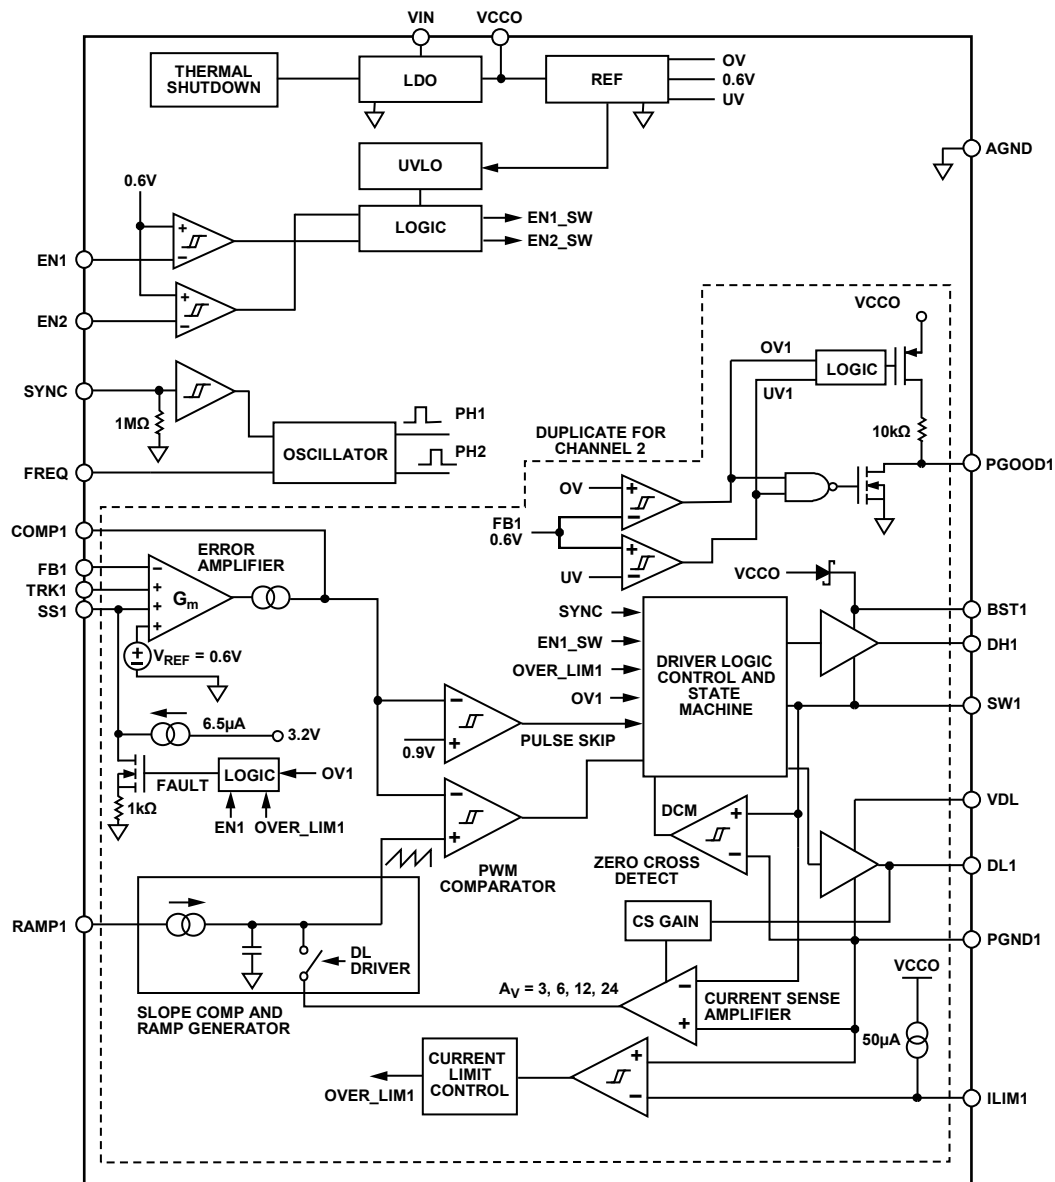 VIN
VCCO
THERMAL
SHUTDOWN
LDO
REF
OV
0.6V
UV
AGND
UVLO
0.6V
LOGIC
EN1_SW
EN2_SW
+
−
EN1
+
−
EN2
VCCO
OV1
LOGIC
UV1
SYNC
1MΩ
PH1
OSCILLATOR
PH2
FREQ
DUPLICATE FOR
CHANNEL 2
10kΩ
PGOOD1
OV
+
−
FB1
0.6V
+
−
UV
COMP1
ERROR
AMPLIFIER
FB1
−
TRK1
+
Gm
SS1
+
+
+
−
VREF = 0.6V
VCCO
BST1
SYNC
EN1_SW
OVER_LIM1
OV1
DRIVER LOGIC
CONTROL AND
STATE
MACHINE
DH1
SW1
−
0.9V
+
PULSE SKIP
6.5µA
3.2V
FAULT
LOGIC
OV1
1kΩ
EN1
OVER_LIM1
−
+
PWM
COMPARATOR
DCM
+
−
ZERO CROSS
DETECT
VDL
DL1
RAMP1
DL
DRIVER
SLOPE COMP AND
RAMP GENERATOR
CS GAIN
PGND1
AV = 3, 6, 12, 24
−
+
CURRENT SENSE
AMPLIFIER
VCCO
50µA
CURRENT
LIMIT
CONTROL
OVER_LIM1
+
−
ILIM1